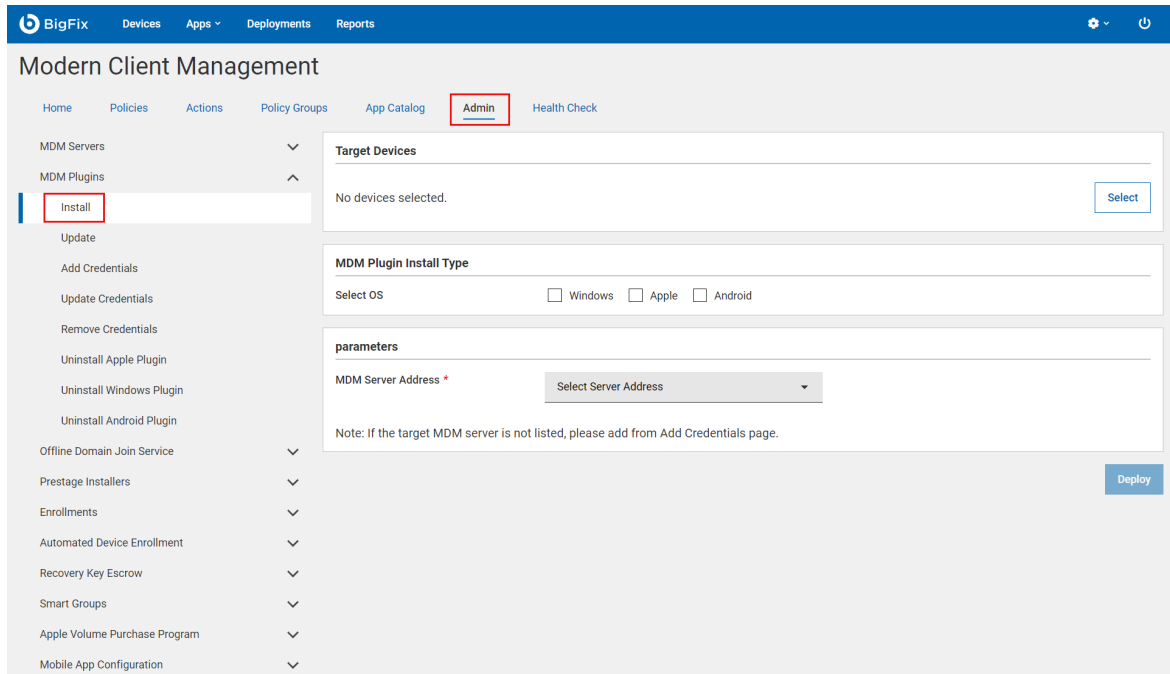 BigFix Devices Apps Deployments Reports
Modern Client Management
Home Policies Actions Policy Groups App Catalog Admin Health Check
MDM Servers
MDM Plugins
Install
Update
Add Credentials
Update Credentials
Remove Credentials
Uninstall Apple Plugin
Uninstall Windows Plugin
Uninstall Android Plugin
Offline Domain Join Service
Prestage Installers
Enrollments
Automated Device Enrollment
Recovery Key Escrow
Smart Groups
Apple Volume Purchase Program
Mobile App Configuration
Target Devices
No devices selected. Select
MDM Plugin Install Type
Select OS Windows Apple Android
parameters
MDM Server Address * Select Server Address
Note: If the target MDM server is not listed, please add from Add Credentials page.
Deploy